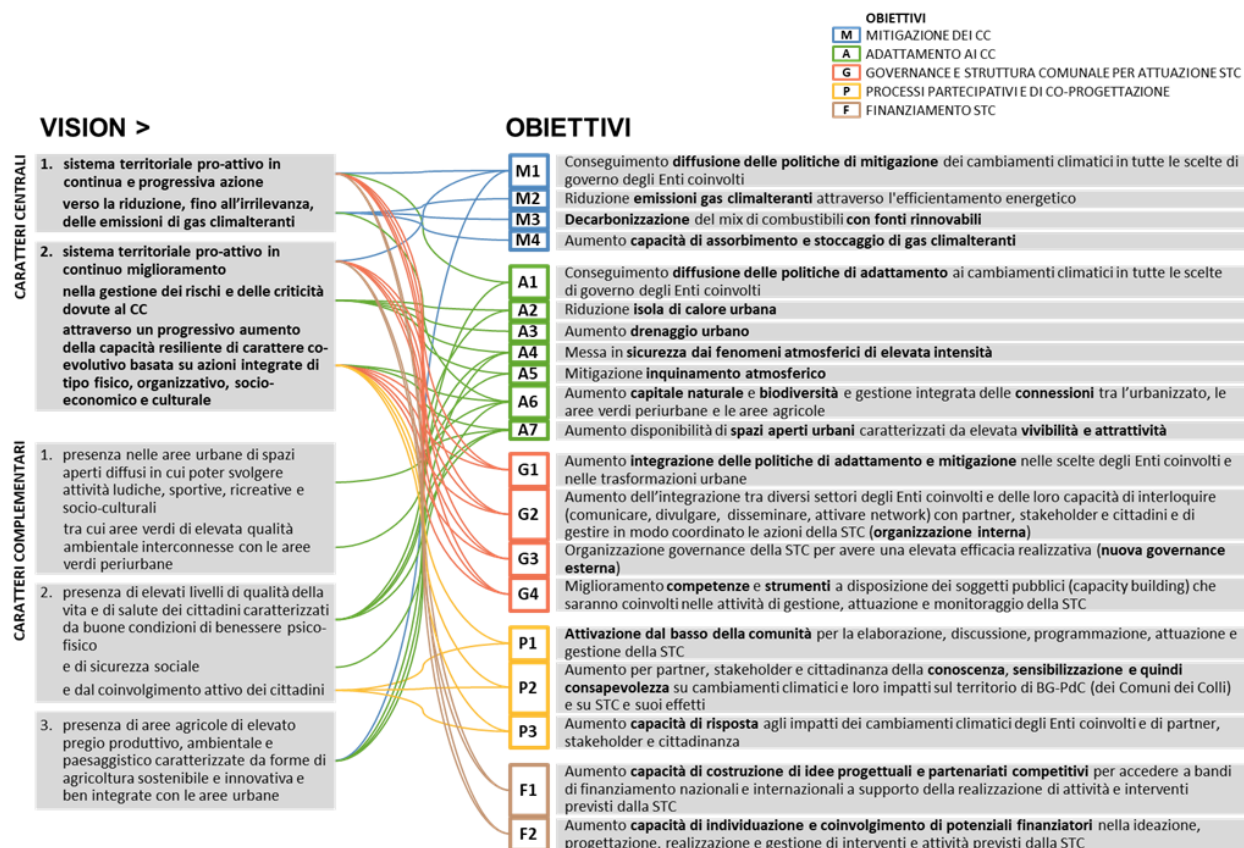 OBIETTIVI
M MITIGAZIONE DEI CC
A ADATTAMENTO AI CC
G GOVERNANCE E STRUTTURA COMUNALE PER ATTUAZIONE STC
P PROCESSI PARTECIPATIVI E DI CO-PROGETTAZIONE
F FINANZIAMENTO STC
VISION >
CARATTERI CENTRALI
1. sistema territoriale pro-attivo in
continua e progressiva azione
verso la riduzione, fino all'irrilevanza,
delle emissioni di gas climalteranti
2. sistema territoriale pro-attivo in
continuo miglioramento
nella gestione dei rischi e delle criticità
dovute al CC
attraverso un progressivo aumento
della capacità resiliente di carattere co-
evolutivo basata su azioni integrate di
tipo fisico, organizzativo, socio-
economico e culturale
CARATTERI COMPLEMENTARI
1. presenza nelle aree urbane di spazi
aperti diffusi in cui poter svolgere
attività ludiche, sportive, ricreative e
socio-culturali
tra cui aree verdi di elevata qualità
ambientale interconnesse con le aree
verdi periurbane
2. presenza di elevati livelli di qualità della
vita e di salute dei cittadini caratterizzati
da buone condizioni di benessere psico-
fisico
e di sicurezza sociale
e dal coinvolgimento attivo dei cittadini
3. presenza di aree agricole di elevato
pregio produttivo, ambientale e
paesaggistico caratterizzate da forme di
agricoltura sostenibile e innovativa e
ben integrate con le aree urbane
OBIETTIVI
M1 Conseguimento diffusione delle politiche di mitigazione dei cambiamenti climatici in tutte le scelte di
governo degli Enti coinvolti
M2 Riduzione emissioni gas climalteranti attraverso l'efficientamento energetico
M3 Decarbonizzazione del mix di combustibili con fonti rinnovabili
M4 Aumento capacità di assorbimento e stoccaggio di gas climalteranti
A1 Conseguimento diffusione delle politiche di adattamento ai cambiamenti climatici in tutte le scelte
di governo degli Enti coinvolti
A2 Riduzione isola di calore urbana
A3 Aumento drenaggio urbano
A4 Messa in sicurezza dai fenomeni atmosferici di elevata intensità
A5 Mitigazione inquinamento atmosferico
A6 Aumento capitale naturale e biodiversità e gestione integrata delle connessioni tra l'urbanizzato, le
aree verdi periurbane e le aree agricole
A7 Aumento disponibilità di spazi aperti urbani caratterizzati da elevata vivibilità e attrattività
G1 Aumento integrazione delle politiche di adattamento e mitigazione nelle scelte degli Enti coinvolti e
nelle trasformazioni urbane
G2 Aumento dell'integrazione tra diversi settori degli Enti coinvolti e delle loro capacità di interloquire
(comunicare, divulgare, disseminare, attivare network) con partner, stakeholder e cittadini e di
gestire in modo coordinato le azioni della STC (organizzazione interna)
G3 Organizzazione governance della STC per avere una elevata efficacia realizzativa (nuova governance
esterna)
G4 Miglioramento competenze e strumenti a disposizione dei soggetti pubblici (capacity building) che
saranno coinvolti nelle attività di gestione, attuazione e monitoraggio della STC
P1 Attivazione dal basso della comunità per la elaborazione, discussione, programmazione, attuazione e
gestione della STC
P2 Aumento per partner, stakeholder e cittadinanza della conoscenza, sensibilizzazione e quindi
consapevolezza su cambiamenti climatici e loro impatti sul territorio di BG-PdC (dei Comuni dei Colli)
e su STC e suoi effetti
P3 Aumento capacità di risposta agli impatti dei cambiamenti climatici degli Enti coinvolti e di partner,
stakeholder e cittadinanza
F1 Aumento capacità di costruzione di idee progettuali e partenariati competitivi per accedere a bandi
di finanziamento nazionali e internazionali a supporto della realizzazione di attività e interventi
previsti dalla STC
F2 Aumento capacità di individuazione e coinvolgimento di potenziali finanziatori nella ideazione,
progettazione, realizzazione e gestione di interventi e attività previsti dalla STC